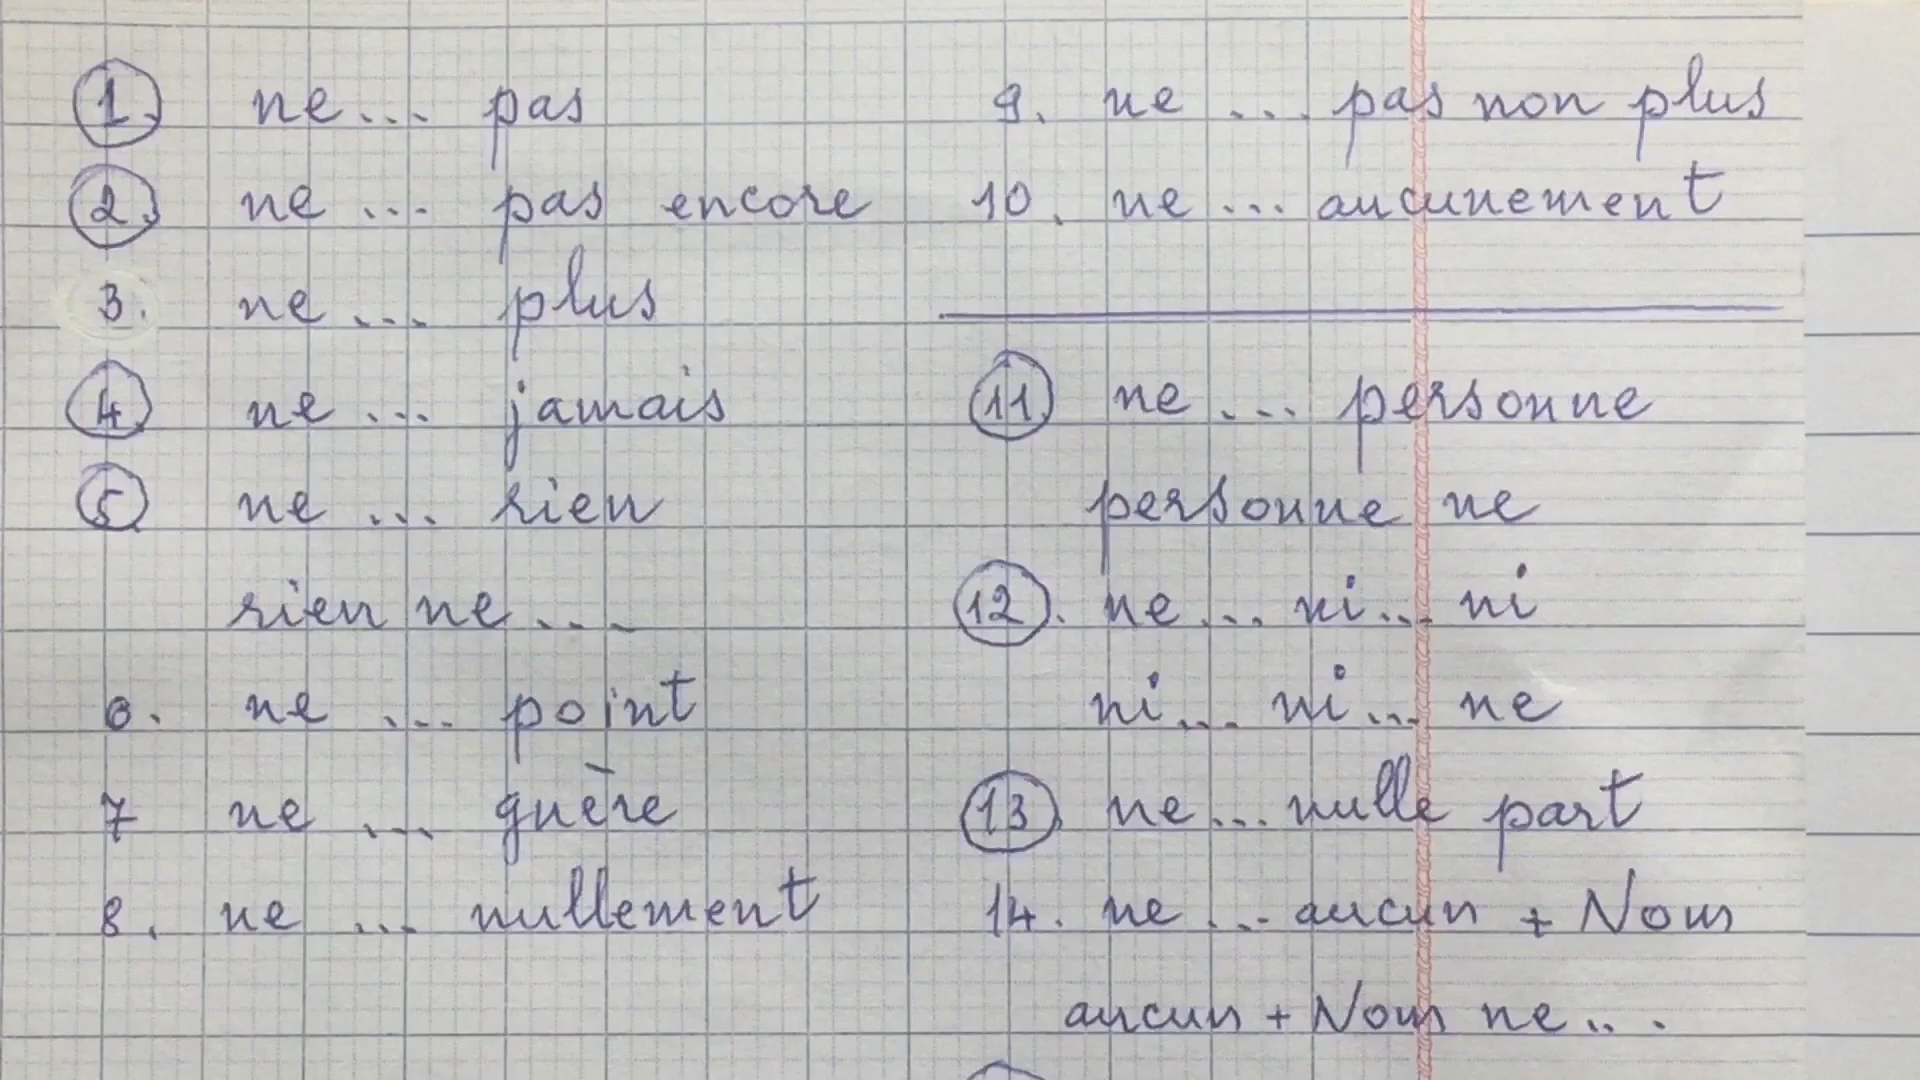 1. ne... pas
2. ne ... pas encore
3. ne ... plus
4. ne ... jamais
5 ne ... rien
rien ne ...
6. ne ... point
7 ne ... guère
8. ne ... nullement
9. ne ... pas non plus
10. ne ... aucunement
11 ne ... personne
personne ne
12. ne ... ni ... ni
ni ... ni ... ne
13 ne ... nulle part
14. ne ... aucun + Nom
aucun + Nom ne ...